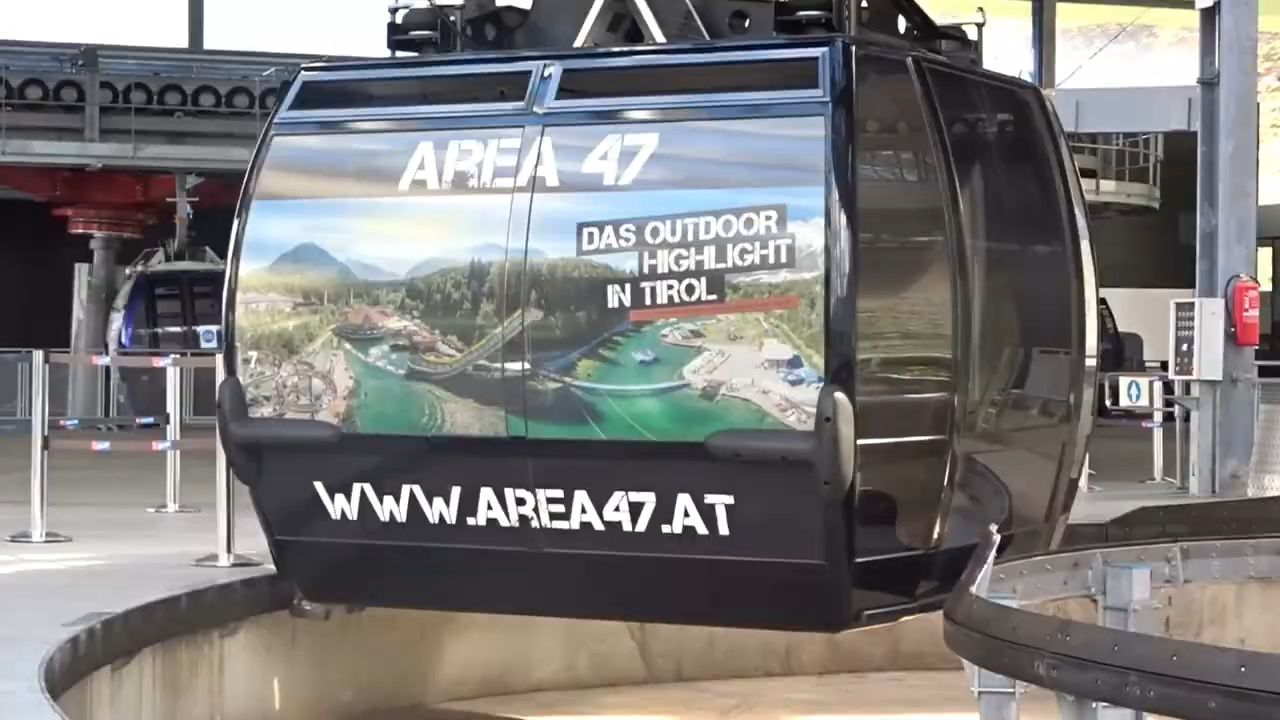 AREA 47
DAS OUTDOOR
HIGHLIGHT
IN TIROL
WWW.AREA47.AT